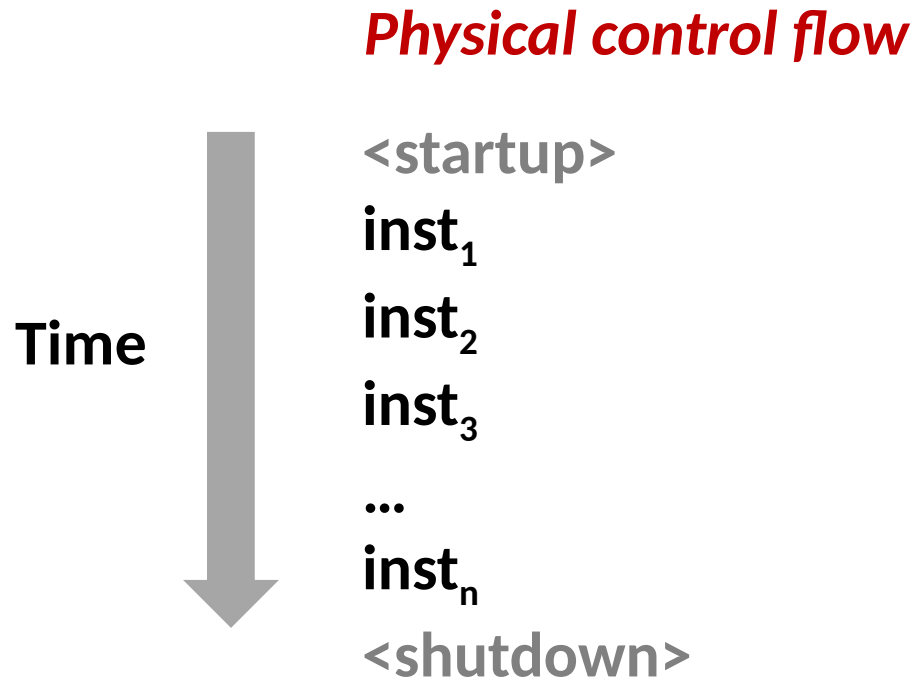 Physical control flow
<startup>
inst1
inst2
Time
inst3
...
instn
<shutdown>